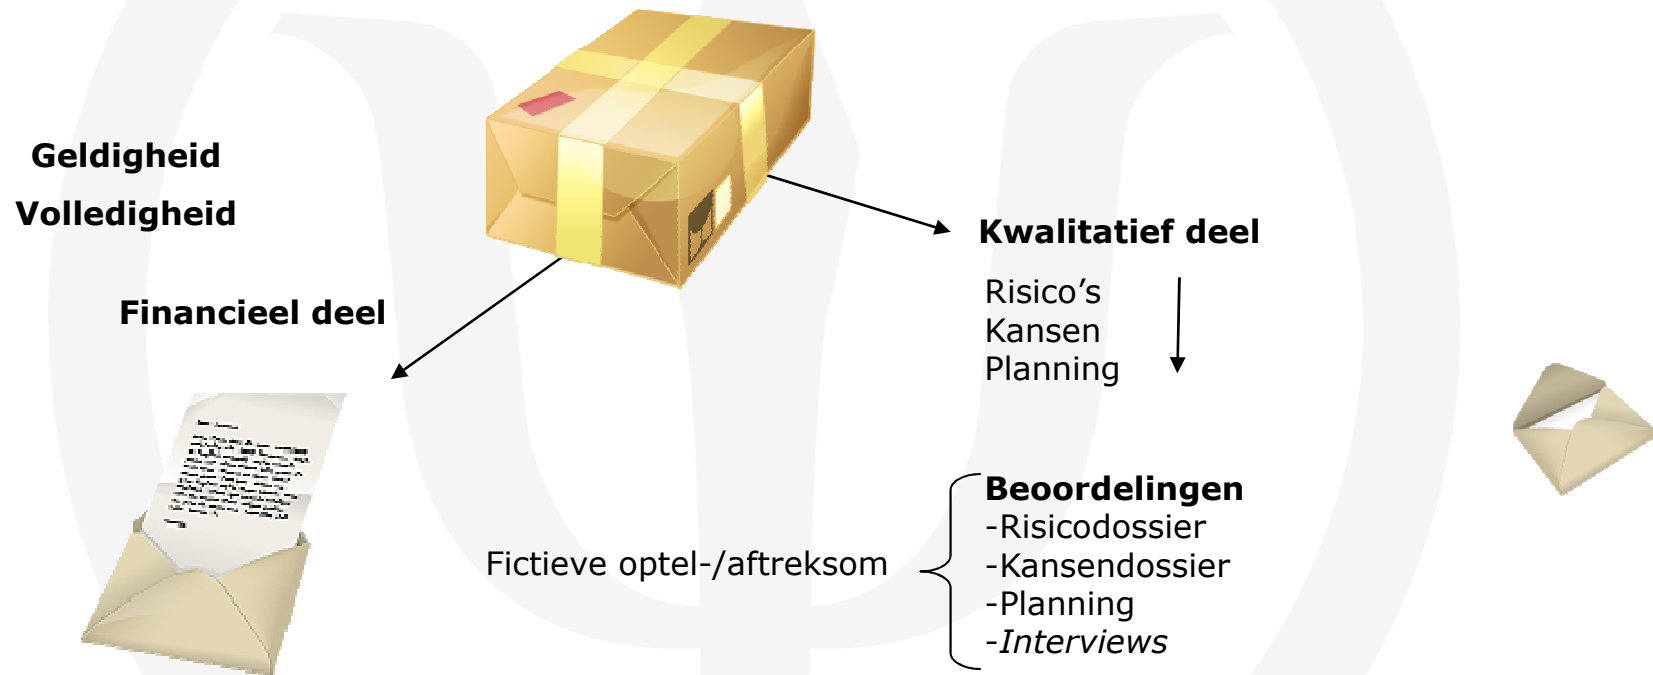 Geldigheid
Volledigheid
Financieel deel
Kwalitatief deel
Risico’s
Kansen
Planning
Fictieve optel-/aftreksom
Beoordelingen
-Risicodossier
-Kansendossier
-Planning
-Interviews